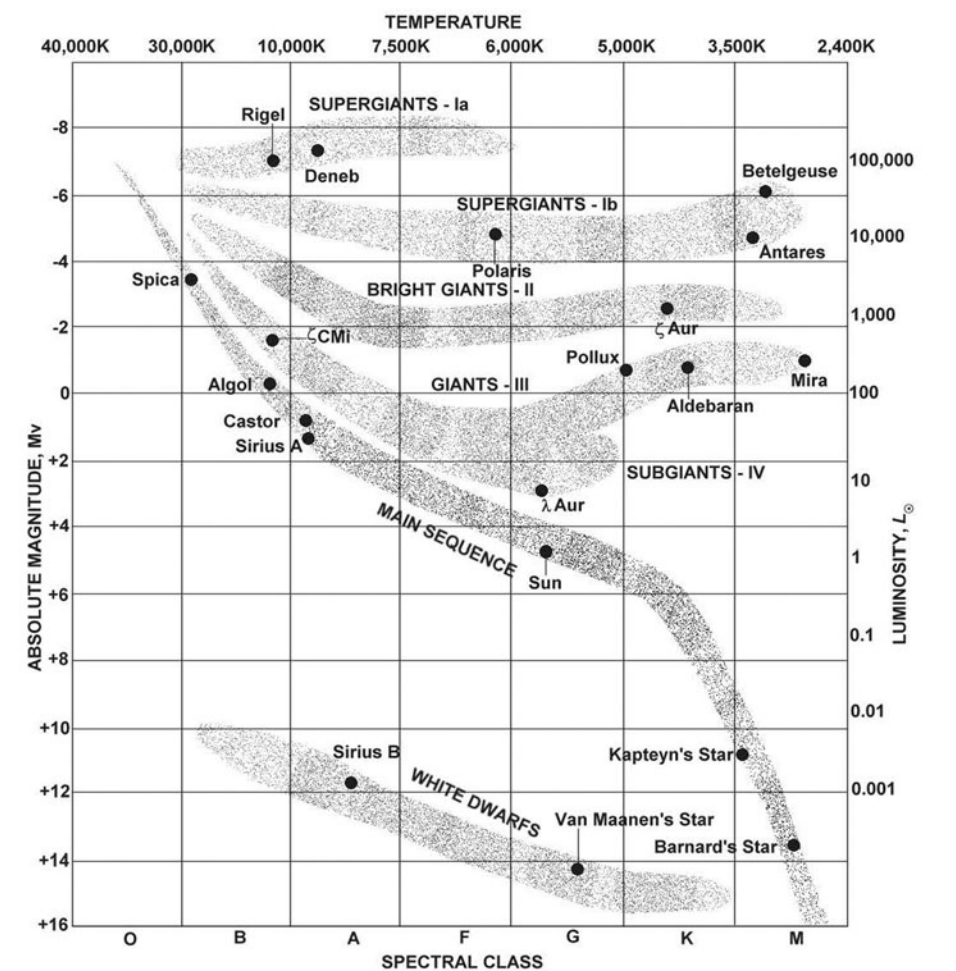 TEMPERATURE
40,000K 30,000K 10,000K 7,500K 6,000K 5,000K 3,500K 2,400K
SUPERGIANTS - Ia
Rigel
-8
Deneb
100,000
Betelgeuse
-6
SUPERGIANTS - Ib
10,000
Antares
-4
Polaris
Spica
BRIGHT GIANTS - II
1,000
-2
ζ Aur
ζCMi
Pollux
Mira
Algol
GIANTS - III
0
100
Aldebaran
Castor
Sirius A
+2
SUBGIANTS - IV
10
λ Aur
MAIN SEQUENCE
+4
1
Sun
+6
ABSOLUTE MAGNITUDE, Mv
LUMINOSITY, L☉
0.1
+8
0.01
+10
Sirius B
Kapteyn's Star
WHITE DWARFS
+12
0.001
Van Maanen's Star
Barnard's Star
+14
+16
O B A F G K M
SPECTRAL CLASS